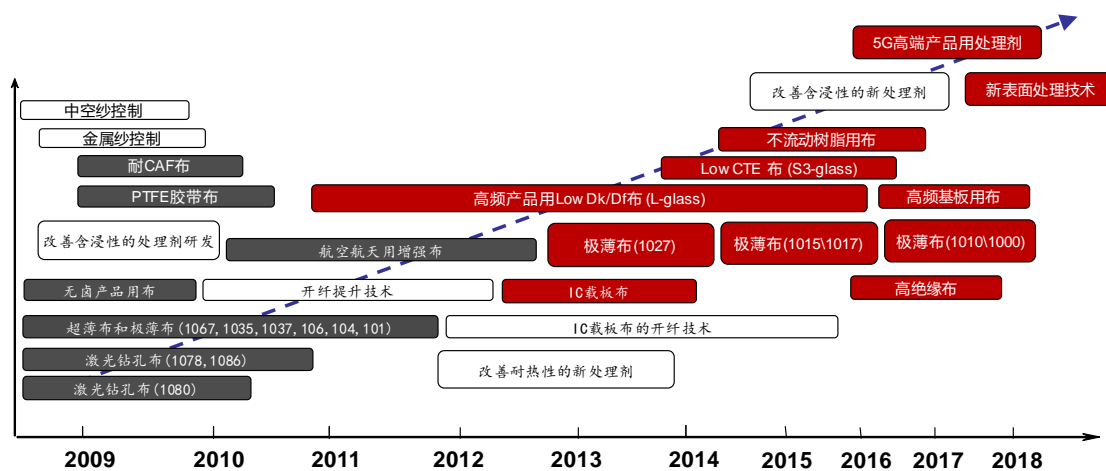 5G高端产品用处理剂
改善含浸性的新处理剂
新表面处理技术
中空纱控制
金属纱控制
不流动树脂用布
耐CAF布
Low CTE 布 (S3-glass)
PTFE胶带布
高频产品用Low Dk/Df布 (L-glass)
高频基板用布
改善含浸性的处理剂研发
航空航天用增强布
极薄布(1027)
极薄布(1015\1017)
极薄布(1010\1000)
无卤产品用布
开纤提升技术
IC载板布
高绝缘布
超薄布和极薄布(1067,1035,1037,106,104,101)
IC载板布的开纤技术
激光钻孔布(1078,1086)
改善耐热性的新处理剂
激光钻孔布(1080)
2009 2010 2011 2012 2013 2014 2015 2016 2017 2018